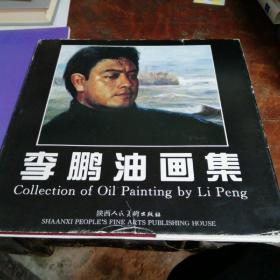 李鹏油画集
Collection of Oil Painting by Li Peng
陕西人民美术出版社
SHAANXI PEOPLE'S FINE ARTS PUBLISHING HOUSE